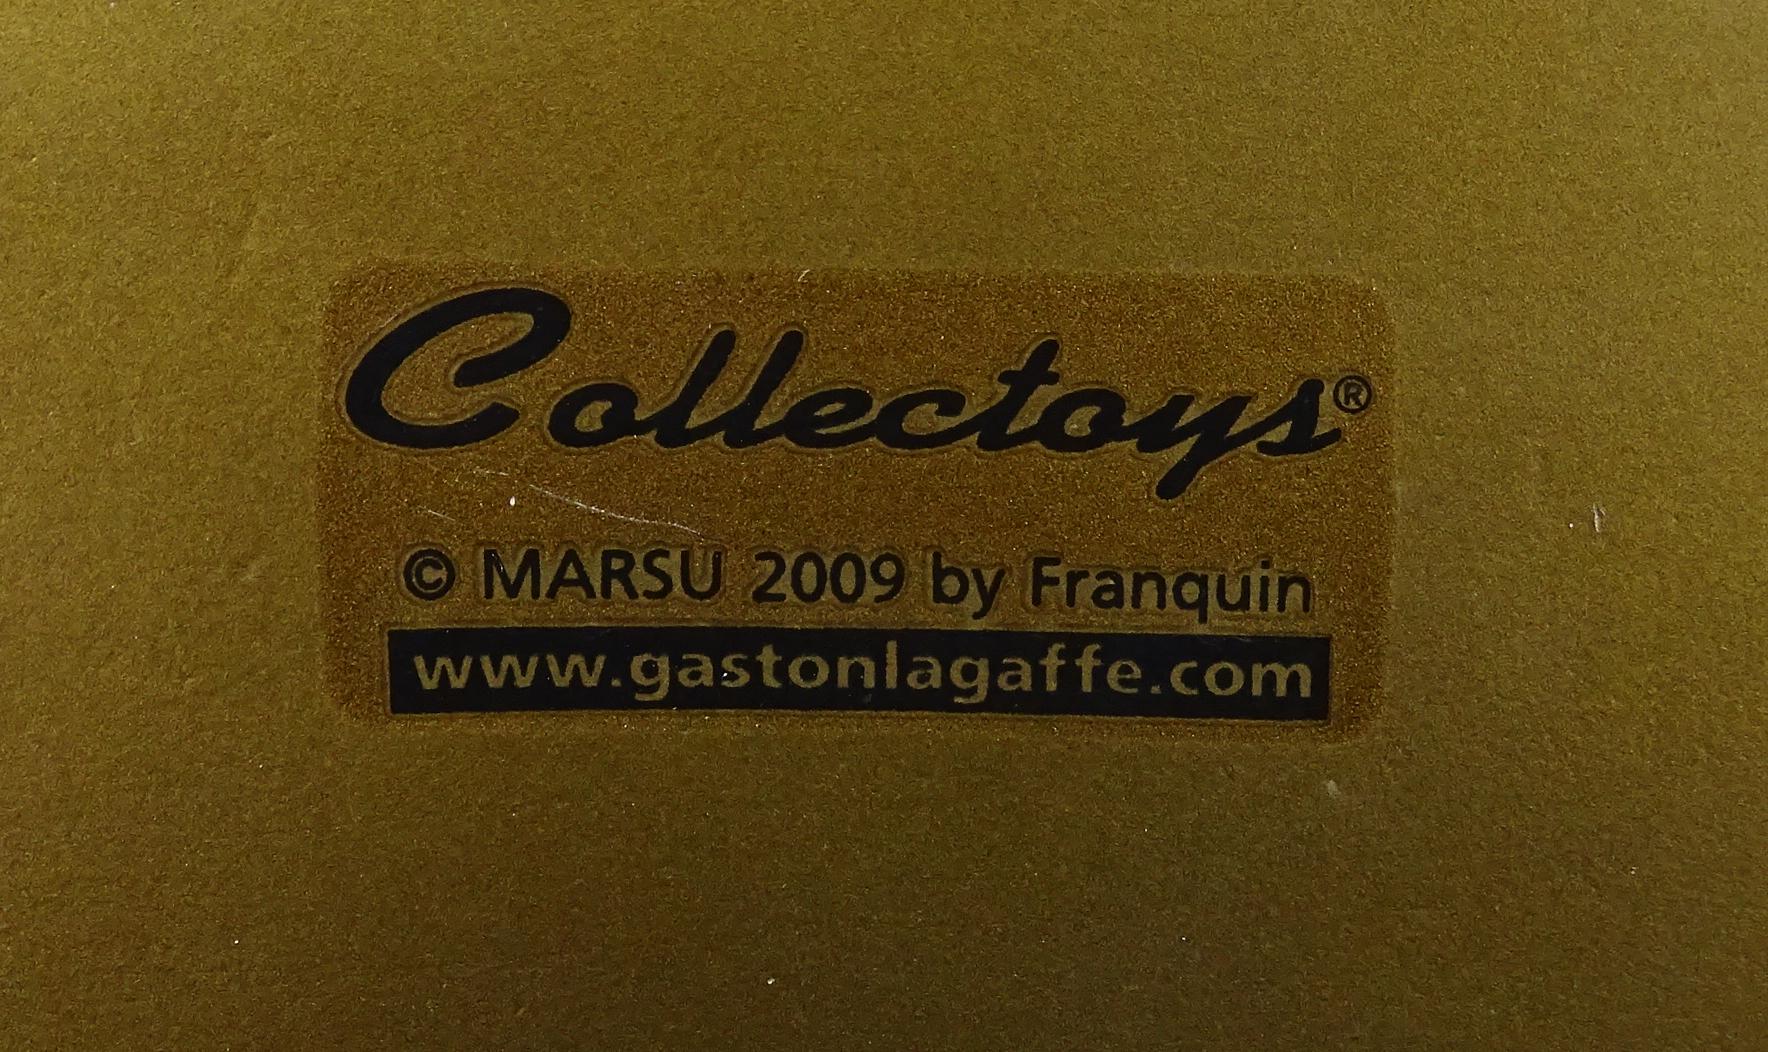 Collectoys®
© MARSU 2009 by Franquin
www.gastonlagaffe.com